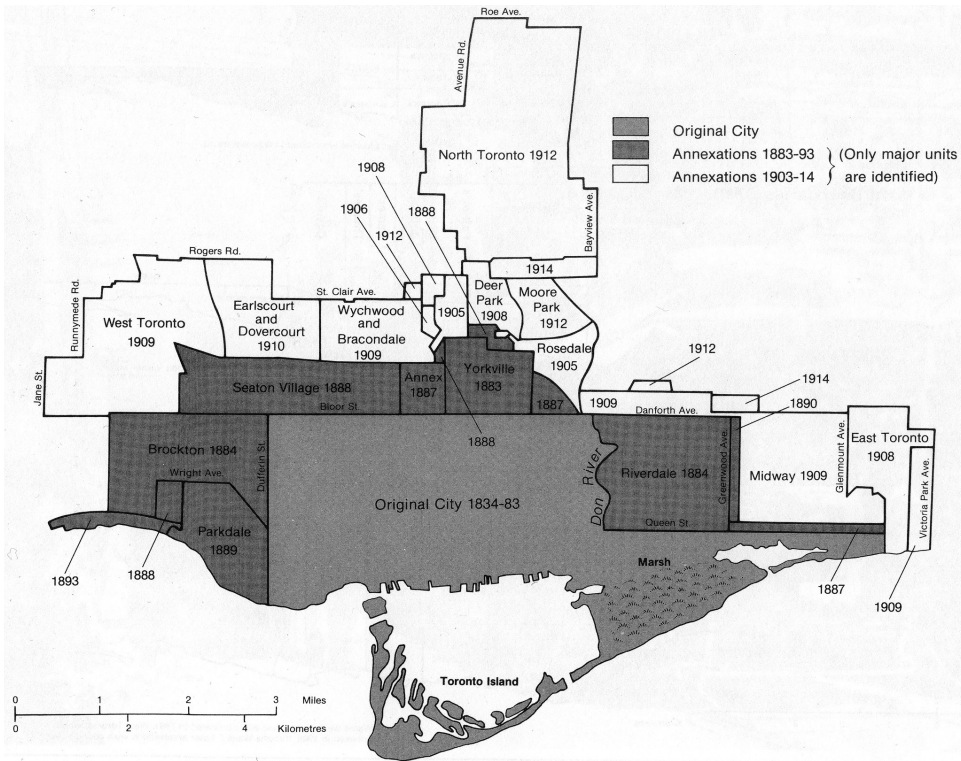 Roe Ave.
Avenue Rd.
North Toronto 1912
Bayview Ave.
Original City
Annexations 1883-93
Annexations 1903-14
(Only major units
are identified)
1908
1906
1912
1888
Rogers Rd.
St. Clair Ave.
Runnymede Rd.
Jane St.
West Toronto
1909
Earlscourt
and
Dovercourt
1910
Wychwood
and
Bracondale
1909
1905
Deer
Park
1908
1914
Moore
Park
1912
Rosedale
1905
1912
1914
1890
Seaton Village 1888
Bloor St.
Annex
1887
Yorkville
1883
1887
1888
1909
Danforth Ave.
Brockton 1884
Wright Ave.
Dufferin St.
Parkdale
1889
1893
1888
Original City 1834-83
Don River
Riverdale 1884
Queen St.
Greenwood Ave.
Midway 1909
Glenmount Ave.
East Toronto
1908
Victoria Park Ave.
1887
1909
Marsh
Toronto Island
0 1 2 3 Miles
0 2 4 Kilometres